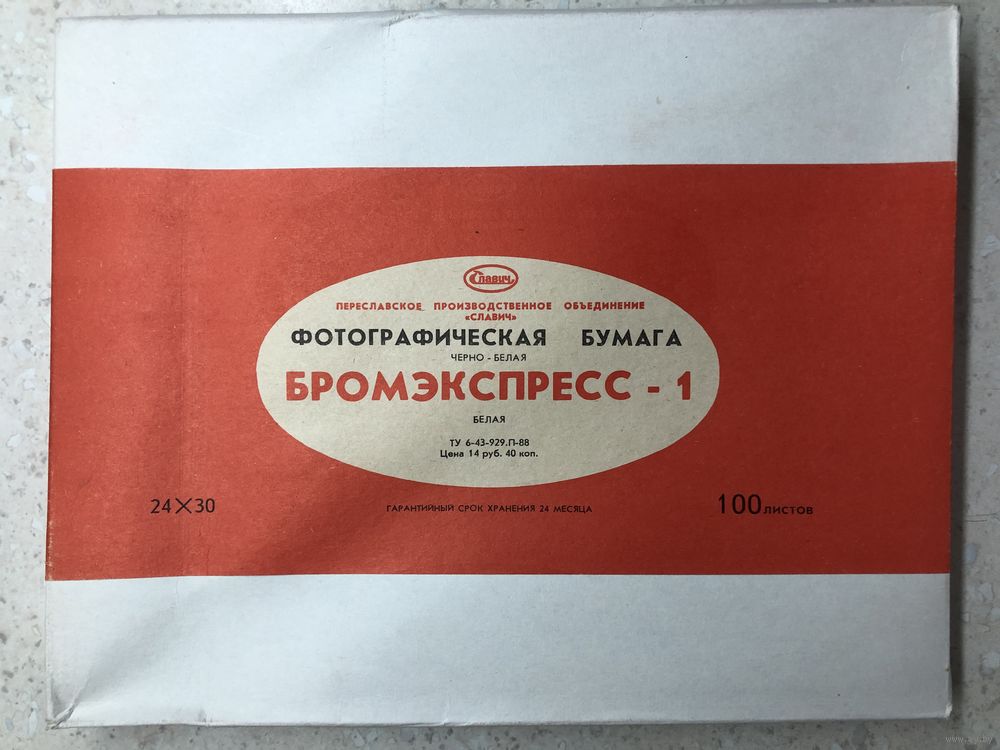 Славич
ПЕРЕСЛАВСКОЕ ПРОИЗВОДСТВЕННОЕ ОБЪЕДИНЕНИЕ
«СЛАВИЧ»
ФОТОГРАФИЧЕСКАЯ БУМАГА
ЧЕРНО - БЕЛАЯ
БРОМЭКСПРЕСС - 1
БЕЛАЯ
ТУ 6-43-929.П-88
Цена 14 руб. 40 коп.
24×30
ГАРАНТИЙНЫЙ СРОК ХРАНЕНИЯ 24 МЕСЯЦА
100 ЛИСТОВ